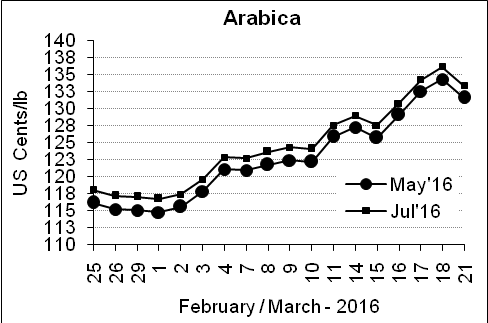 Arabica
US Cents/lb
140
138
135
133
130
128
125
123
120
118
115
113
110
May'16
Jul'16
25 26 29 1 2 3 4 7 8 9 10 11 14 15 16 17 18 21
February / March - 2016